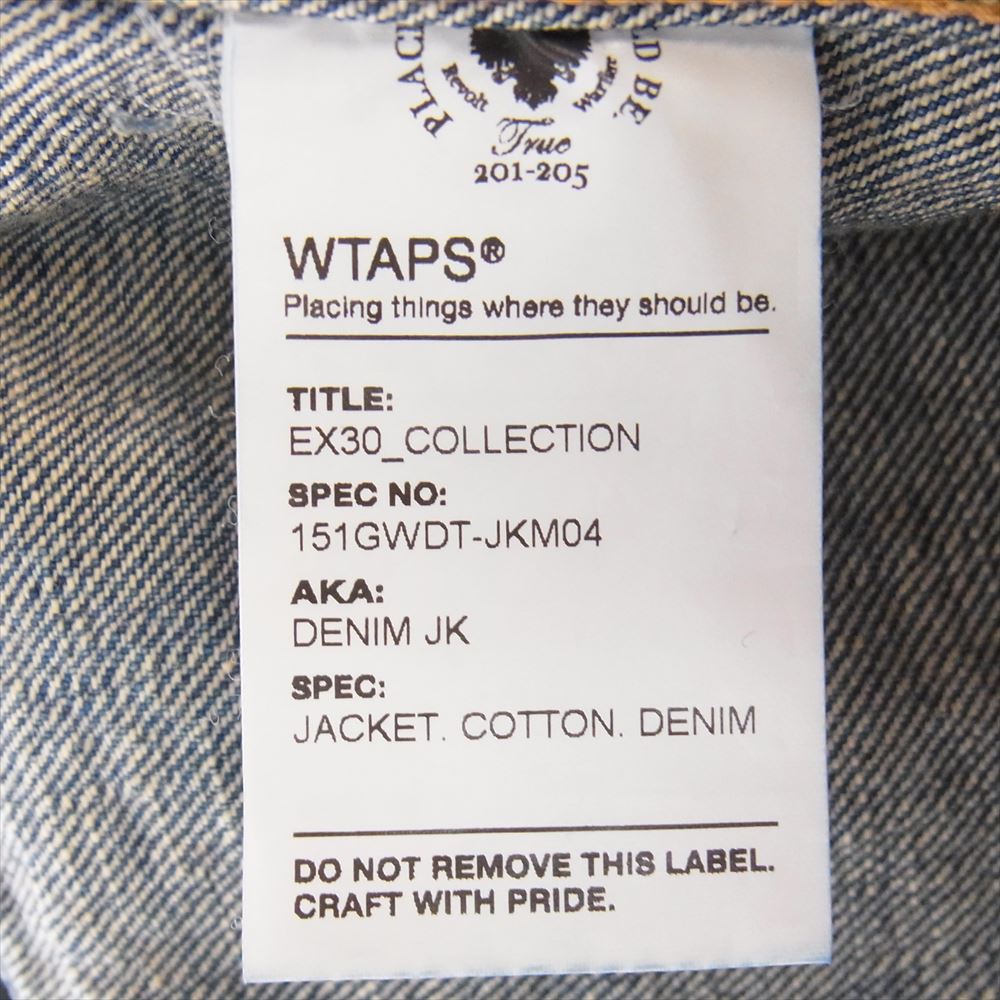 PLAC
LD BE.
Revolt Warfare
True
201-205
WTAPS®
Placing things where they should be.
TITLE:
EX30_COLLECTION
SPEC NO:
151GWDT-JKM04
AKA:
DENIM JK
SPEC:
JACKET. COTTON. DENIM
DO NOT REMOVE THIS LABEL.
CRAFT WITH PRIDE.